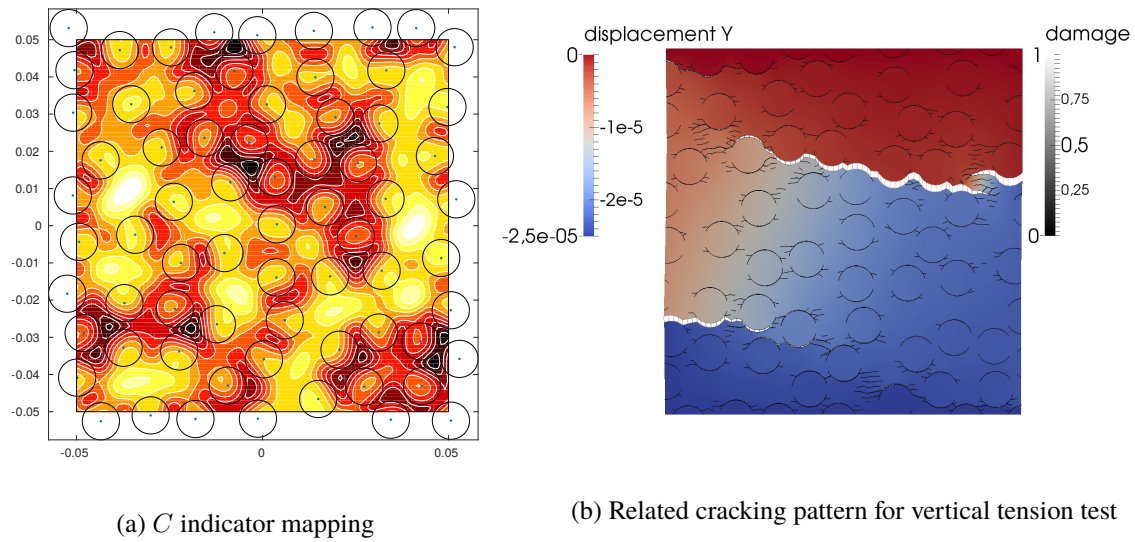 displacement Y
damage
0.05
0.04
0.03
0.02
0.01
0
-0.01
-0.02
-0.03
-0.04
-0.05
-0.05
0
0.05
0
-1e-5
-2e-5
-2,5e-05
1
0.75
0.5
0.25
0
(a) C indicator mapping
(b) Related cracking pattern for vertical tension test